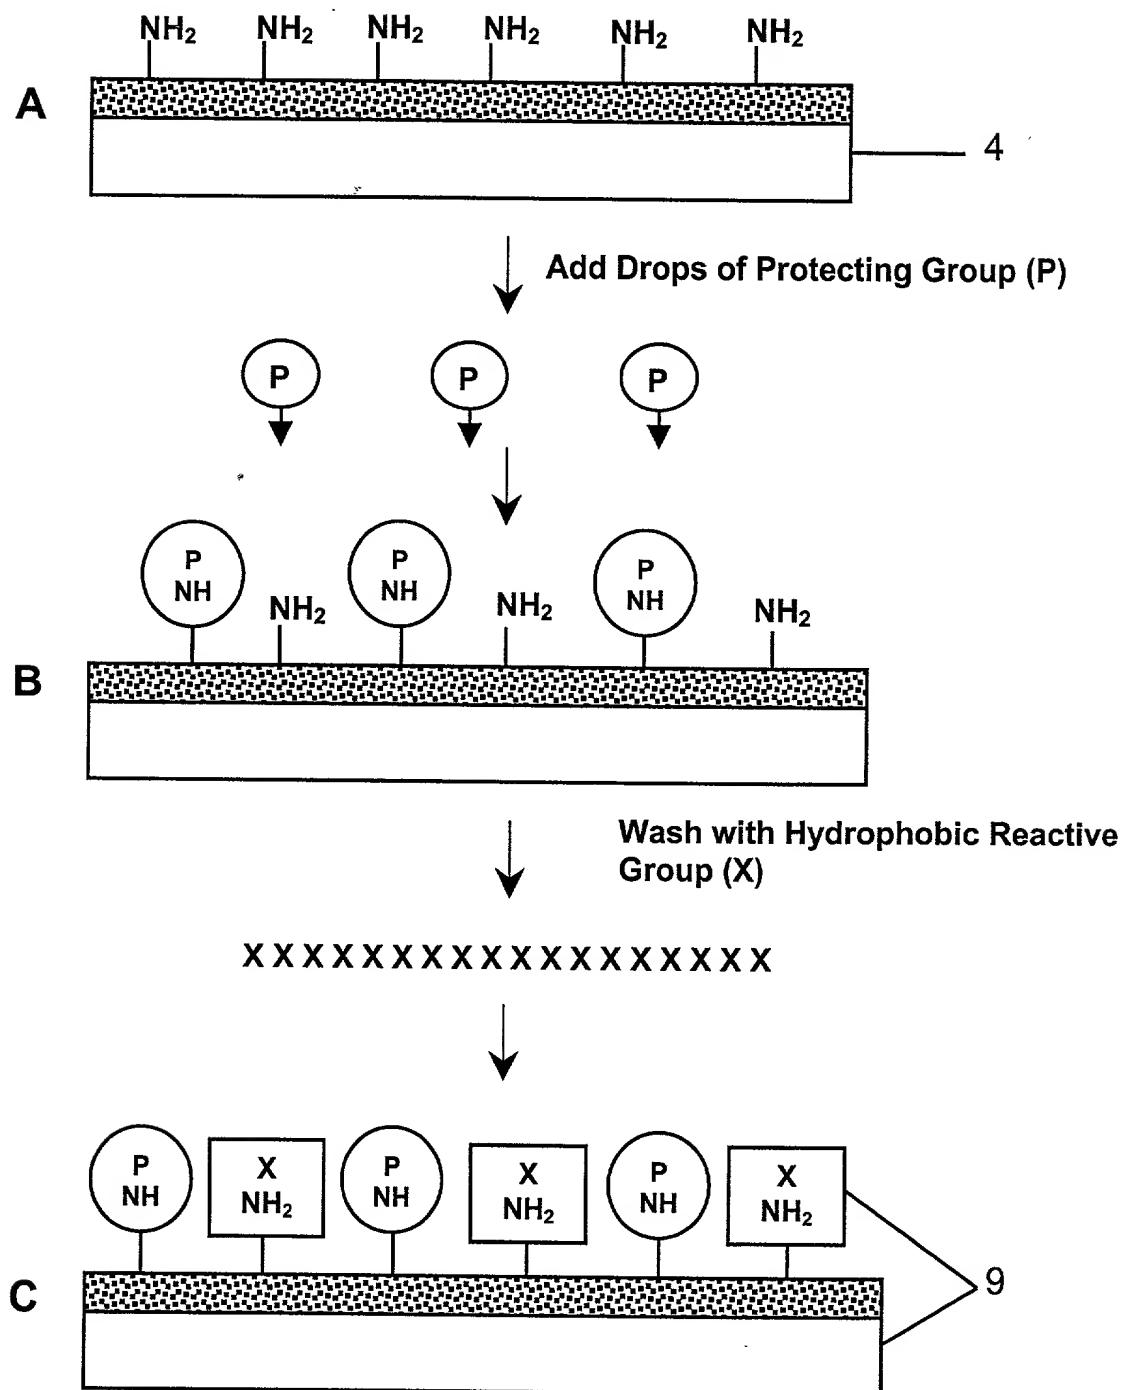 NH₂ NH₂ NH₂ NH₂ NH₂ NH₂
A
4
Add Drops of Protecting Group (P)
P P P
P P P
NH NH₂ NH NH₂ NH NH₂
B
Wash with Hydrophobic Reactive
Group (X)
X X X X X X X X X X X X X X X X X X
P X P X P X
NH NH₂ NH NH₂ NH NH₂
C
9